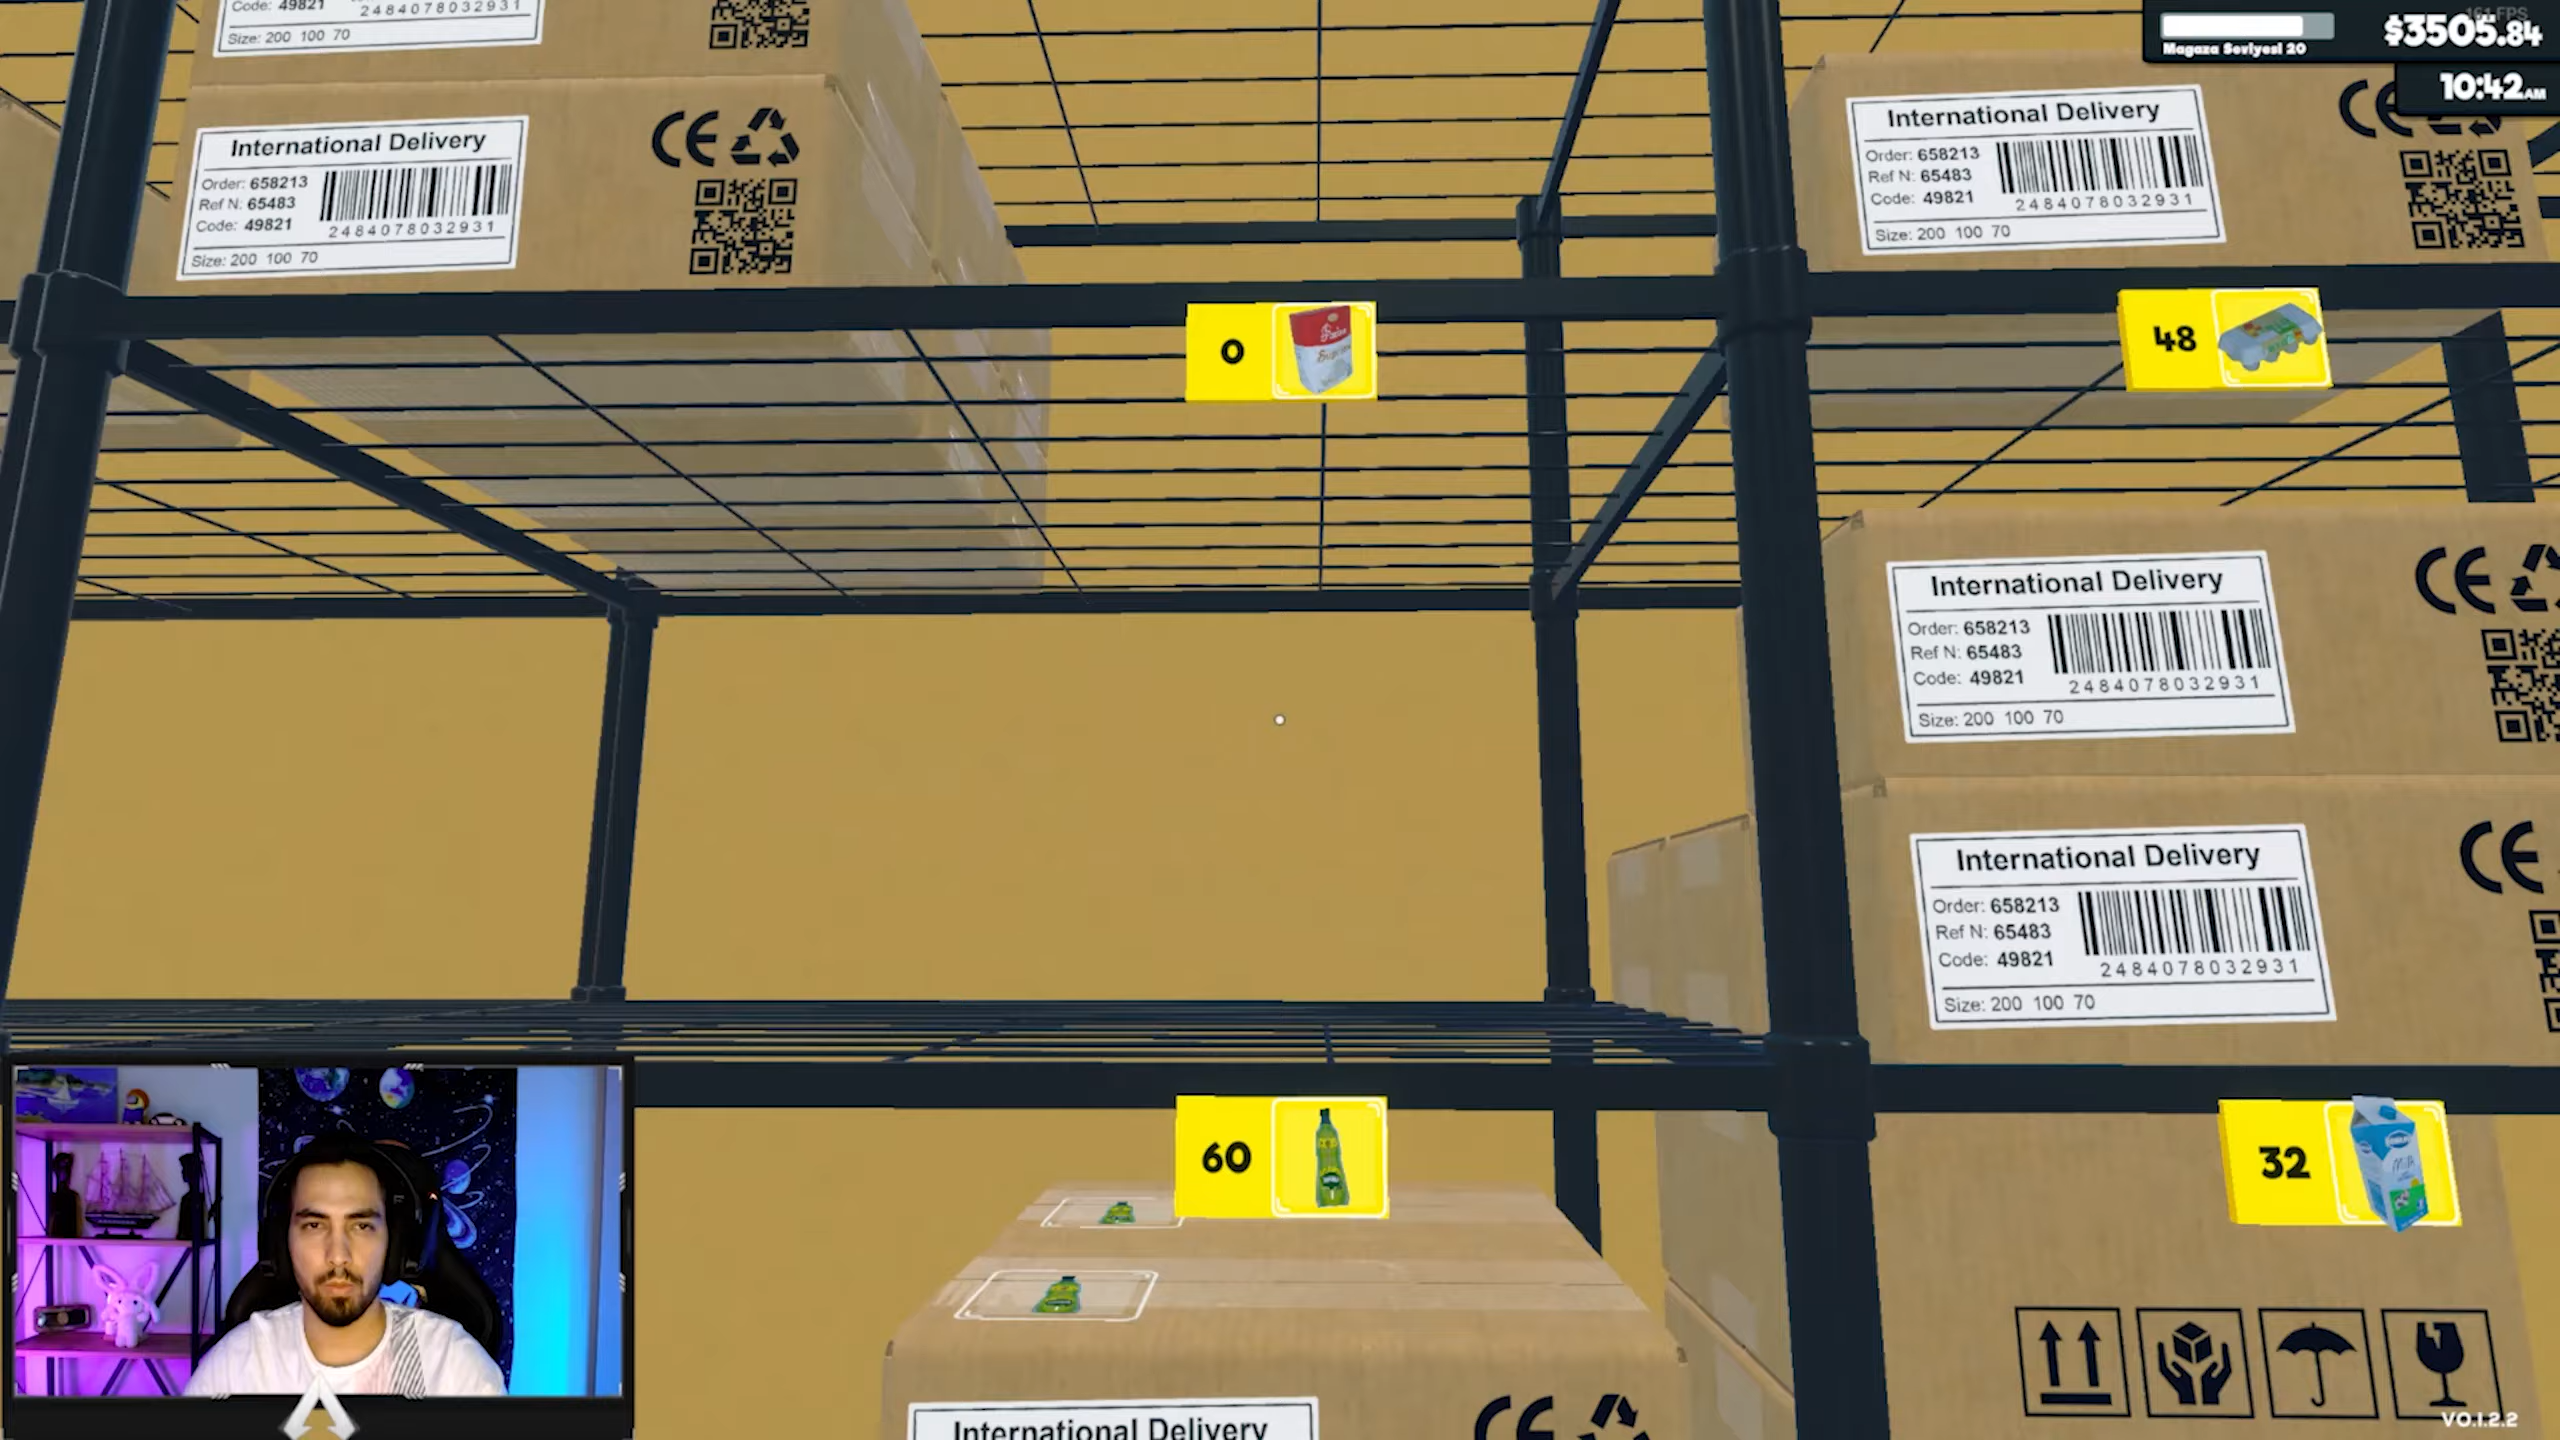 Code: 49821
2484078032931
Size: 200 100 70
161 FPS
$3505.84
Magaza Seviyesi 20
10:42AM
International Delivery
Order: 658213
Ref N: 65483
Code: 49821
2484078032931
Size: 200 100 70
CE
International Delivery
Order: 658213
Ref N: 65483
Code: 49821
2484078032931
Size: 200 100 70
CE
0
48
International Delivery
Order: 658213
Ref N: 65483
Code: 49821
2484078032931
Size: 200 100 70
CE
International Delivery
Order: 658213
Ref N: 65483
Code: 49821
2484078032931
Size: 200 100 70
CE
60
32
Milk
International Delivery
CE
V0.1.2.2